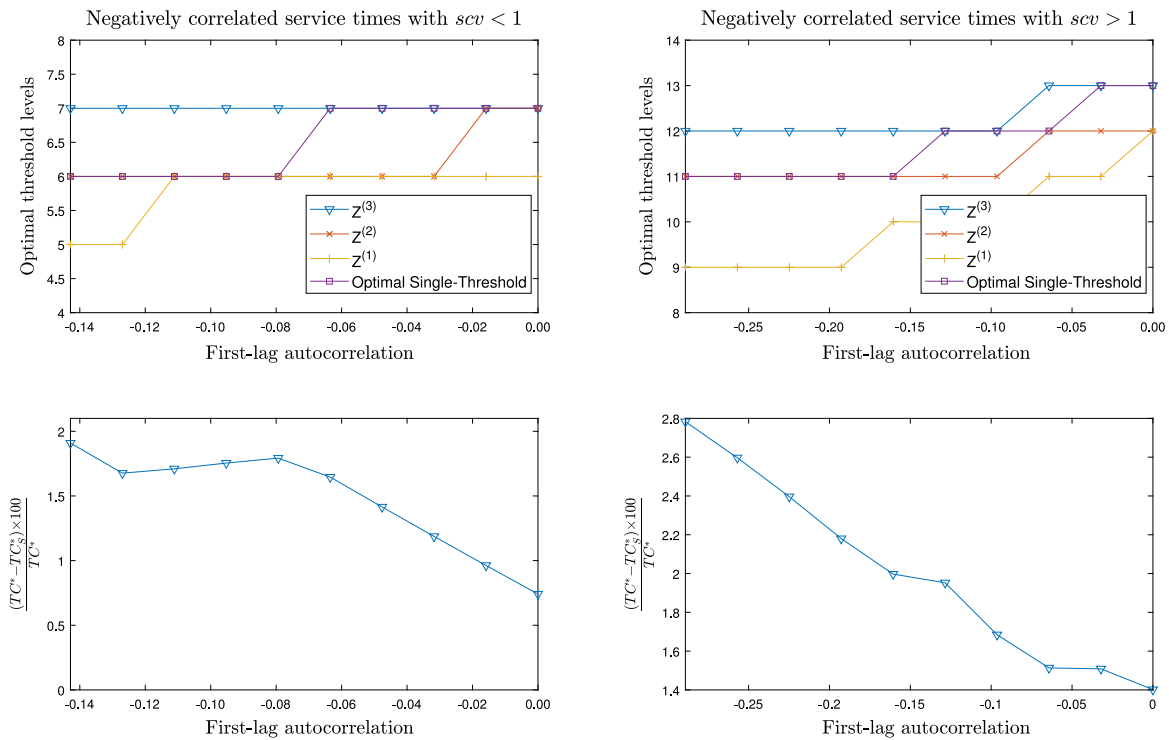 Negatively correlated service times with scv < 1
Optimal threshold levels
8
7.5
7
6.5
6
5.5
5
4.5
4
Z(3)
Z(2)
Z(1)
Optimal Single-Threshold
-0.14
-0.12
-0.10
-0.08
-0.06
-0.04
-0.02
0.00
First-lag autocorrelation
Negatively correlated service times with scv > 1
Optimal threshold levels
14
13
12
11
10
9
8
Z(3)
Z(2)
Z(1)
Optimal Single-Threshold
-0.25
-0.20
-0.15
-0.10
-0.05
0.00
First-lag autocorrelation
(TC*−TC*S)×100
TC*
2
1.5
1
0.5
0
-0.14
-0.12
-0.10
-0.08
-0.06
-0.04
-0.02
0.00
First-lag autocorrelation
(TC*−TC*S)×100
TC*
2.8
2.6
2.4
2.2
2
1.8
1.6
1.4
-0.25
-0.20
-0.15
-0.10
-0.05
0
First-lag autocorrelation